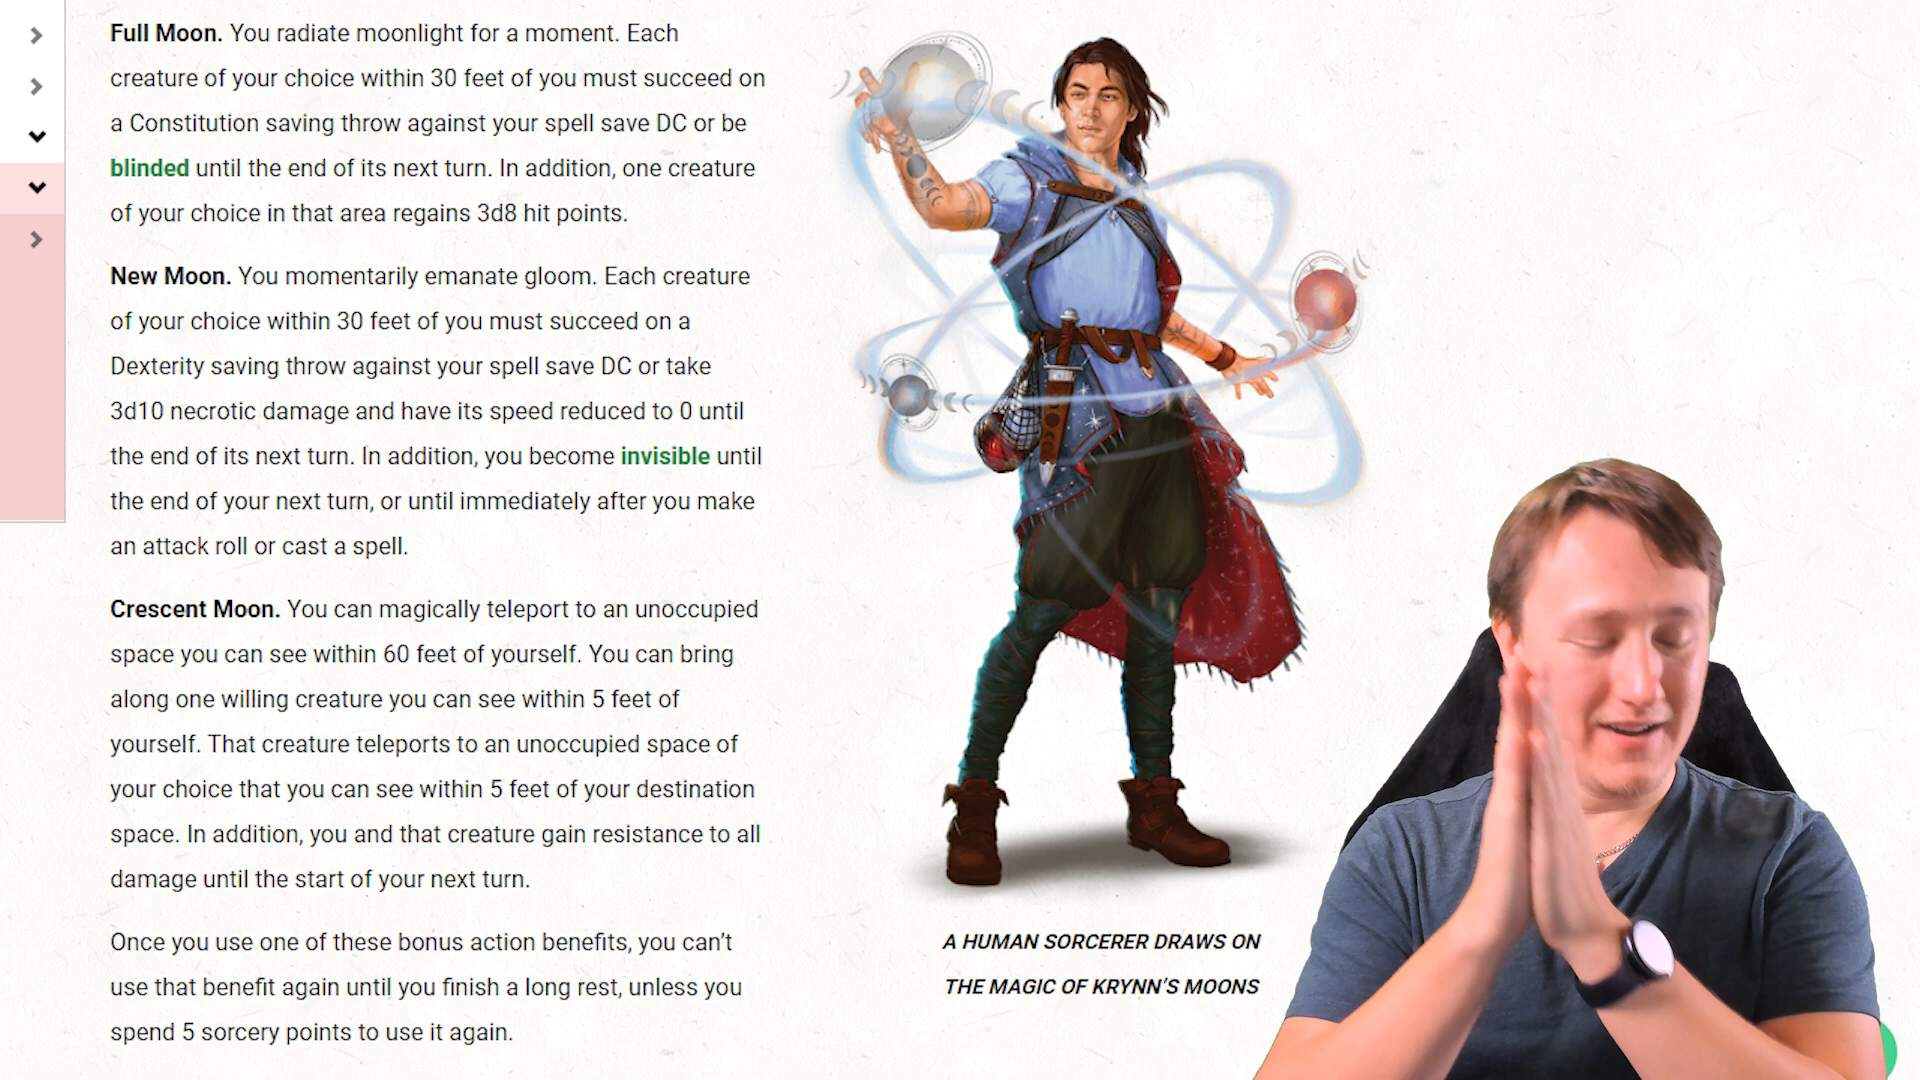 Full Moon. You radiate moonlight for a moment. Each
creature of your choice within 30 feet of you must succeed on
a Constitution saving throw against your spell save DC or be
blinded until the end of its next turn. In addition, one creature
of your choice in that area regains 3d8 hit points.
New Moon. You momentarily emanate gloom. Each creature
of your choice within 30 feet of you must succeed on a
Dexterity saving throw against your spell save DC or take
3d10 necrotic damage and have its speed reduced to 0 until
the end of its next turn. In addition, you become invisible until
the end of your next turn, or until immediately after you make
an attack roll or cast a spell.
Crescent Moon. You can magically teleport to an unoccupied
space you can see within 60 feet of yourself. You can bring
along one willing creature you can see within 5 feet of
yourself. That creature teleports to an unoccupied space of
your choice that you can see within 5 feet of your destination
space. In addition, you and that creature gain resistance to all
damage until the start of your next turn.
Once you use one of these bonus action benefits, you can’t
use that benefit again until you finish a long rest, unless you
spend 5 sorcery points to use it again.
A HUMAN SORCERER DRAWS ON
THE MAGIC OF KRYNN’S MOONS